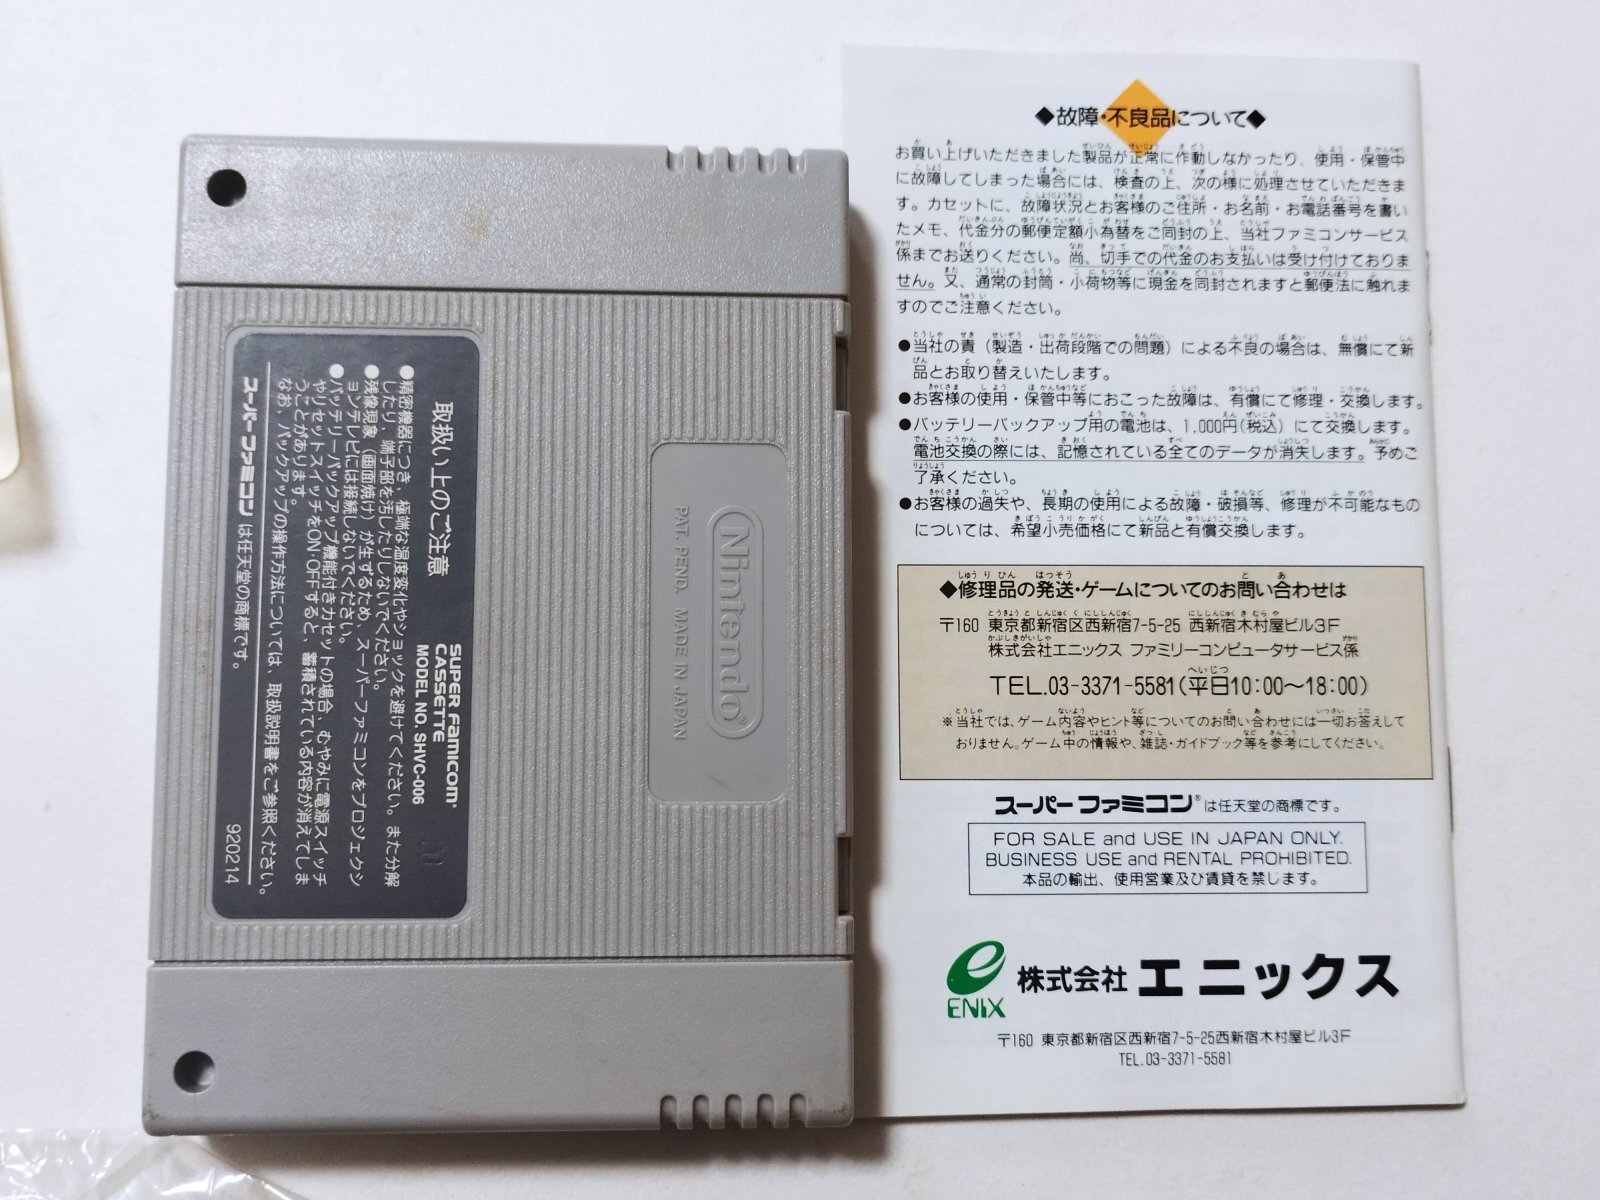 取扱い上のご注意
SUPER Famicom
CASSETTE
MODEL NO. SHVC-006
●精密機器につき、極端な温度変化やショックを避けてください。また分解
したり、端子部を汚したりしないでください。
●残像現象（画面焼け）が生ずるため、スーパーファミコンをプロジェクシ
ョンテレビには接続しないでください。
●バッテリーバックアップ機能付きカセットの場合、むやみに電源スイッチ
やリセットスイッチをON・OFFすると、蓄積されている内容が消えてしま
うことがあります。
なお、バックアップの操作方法については、取扱説明書をご参照ください。
スーパーファミコンは任天堂の商標です。
920214
Nintendo®
PAT. PEND. MADE IN JAPAN
◆故障・不良品について◆
お買い上げいただきました製品が正常に作動しなかったり、使用・保管中
に故障してしまった場合には、検査の上、次の様に処理させていただきま
す。カセットに、故障状況とお客様のご住所・お名前・お電話番号を書い
たメモ、代金分の郵便定額小為替をご同封の上、当社ファミコンサービス
係までお送りください。尚、切手での代金のお支払いは受け付けておりま
せん。又、通常の封筒・小荷物等に現金を同封されますと郵便法に触れま
すのでご注意ください。
●当社の責（製造・出荷段階での問題）による不良の場合は、無償にて新
品とお取り替えいたします。
●お客様の使用・保管中等におこった故障は、有償にて修理・交換します。
●バッテリーバックアップ用の電池は、1,000円(税込）にて交換します。
電池交換の際には、記憶されている全てのデータが消失します。予めご
了承ください。
●お客様の過失や、長期の使用による故障・破損等、修理が不可能なもの
については、希望小売価格にて新品と有償交換します。
◆修理品の発送・ゲームについてのお問い合わせは
〒160 東京都新宿区西新宿7-5-25 西新宿木村屋ビル3F
株式会社エニックス ファミリーコンピュータサービス係
TEL.03-3371-5581(平日10:00〜18:00)
※当社では、ゲーム内容やヒント等についてのお問い合わせには一切お答えして
おりません。ゲーム中の情報や、雑誌・ガイドブック等を参考にしてください。
スーパーファミコン®は任天堂の商標です。
FOR SALE and USE IN JAPAN ONLY.
BUSINESS USE and RENTAL PROHIBITED.
本品の輸出、使用営業及び賃貸を禁じます。
ENIX 株式会社エニックス
〒160 東京都新宿区西新宿7-5-25西新宿木村屋ビル3F
TEL.03-3371-5581